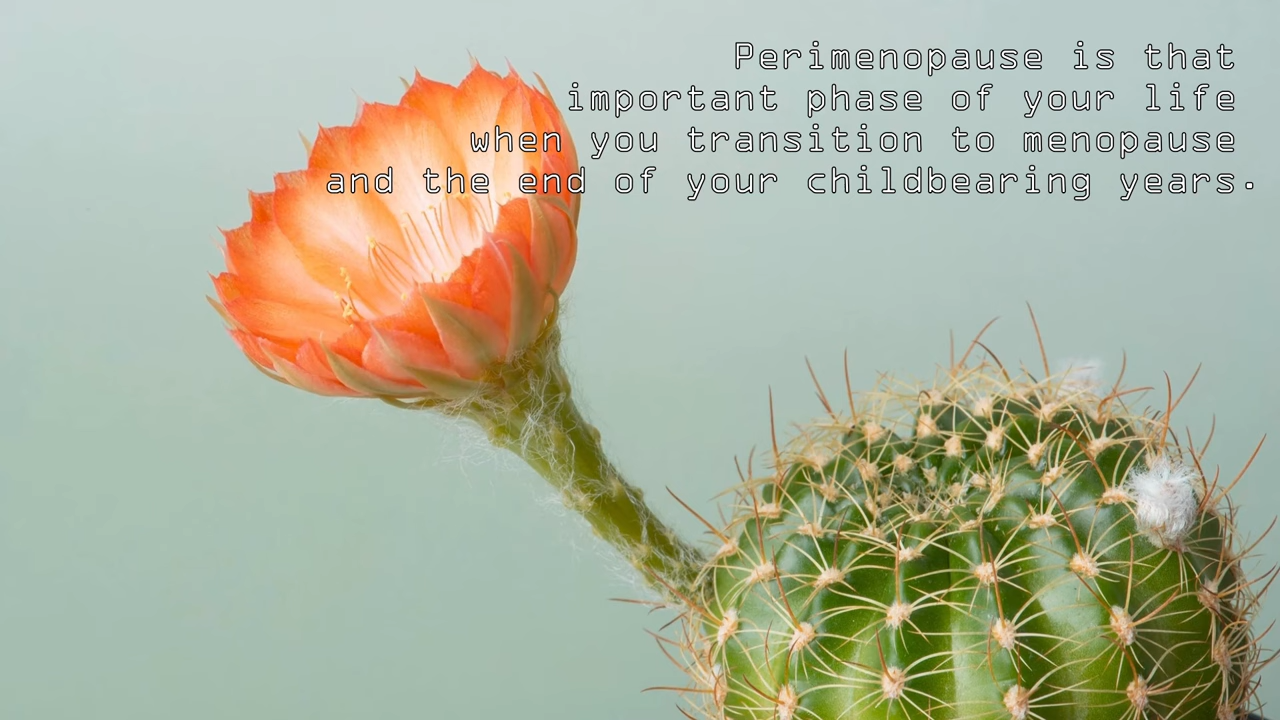 Perimenopause is that
important phase of your life
when you transition to menopause
and the end of your childbearing years.